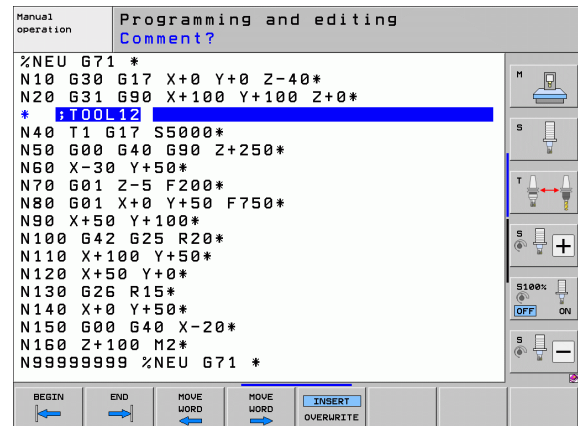 Manual
operation
Programming and editing
Comment?
%NEU G71 *
N10 G30 G17 X+0 Y+0 Z-40*
N20 G31 G90 X+100 Y+100 Z+0*
* ;TOOL12
N40 T1 G17 S5000*
N50 G00 G40 G90 Z+250*
N60 X-30 Y+50*
N70 G01 Z-5 F200*
N80 G01 X+0 Y+50 F750*
N90 X+50 Y+100*
N100 G42 G25 R20*
N110 X+100 Y+50*
N120 X+50 Y+0*
N130 G26 R15*
N140 X+0 Y+50*
N150 G00 G40 X-20*
N160 Z+100 M2*
N99999999 %NEU G71 *
M
S
T
S
S100%
OFF ON
S
BEGIN
END
MOVE
WORD
MOVE
WORD
INSERT
OVERWRITE